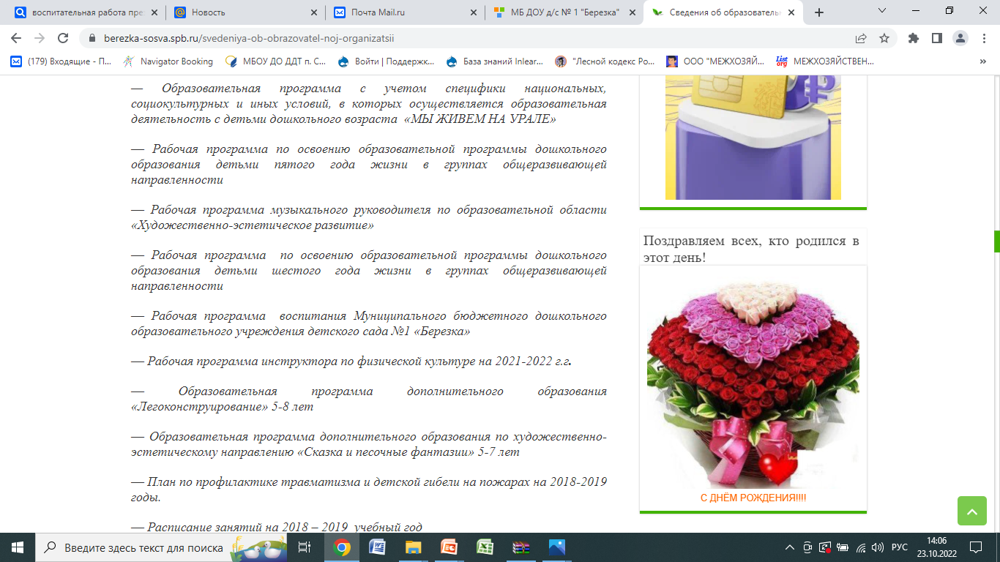 воспитательная работа пре
Новость
Почта Mail.ru
МБ ДОУ д/с № 1 "Березка"
Сведения об образователь
berezka-sosva.spb.ru/svedeniya-ob-obrazovatel-noj-organizatsii
(179) Входящие - П...
Navigator Booking
МБОУ ДО ДДТ п. С...
Войти | Поддержк...
База знаний Inlear...
"Лесной кодекс Ро...
ООО "МЕЖХОЗЯЙ...
List org
МЕЖХОЗЯЙСТВЕН...
»
— Образовательная программа с учетом специфики национальных,
социокультурных и иных условий, в которых осуществляется образовательная
деятельность с детьми дошкольного возраста «МЫ ЖИВЕМ НА УРАЛЕ»
— Рабочая программа по освоению образовательной программы дошкольного
образования детьми пятого года жизни в группах общеразвивающей
направленности
— Рабочая программа музыкального руководителя по образовательной области
«Художественно-эстетическое развитие»
— Рабочая программа по освоению образовательной программы дошкольного
образования детьми шестого года жизни в группах общеразвивающей
направленности
— Рабочая программа воспитания Муниципального бюджетного дошкольного
образовательного учреждения детского сада №1 «Березка»
— Рабочая программа инструктора по физической культуре на 2021-2022 г.г.
— Образовательная программа дополнительного образования
«Легоконструирование» 5-8 лет
— Образовательная программа дополнительного образования по художественно-
эстетическому направлению «Сказка и песочные фантазии» 5-7 лет
— План по профилактике травматизма и детской гибели на пожарах на 2018-2019
годы.
— Расписание занятий на 2018 – 2019 учебный год
Поздравляем всех, кто родился в
этот день!
С ДНЁМ РОЖДЕНИЯ!!!!
Введите здесь текст для поиска
РУС
14:06
23.10.2022